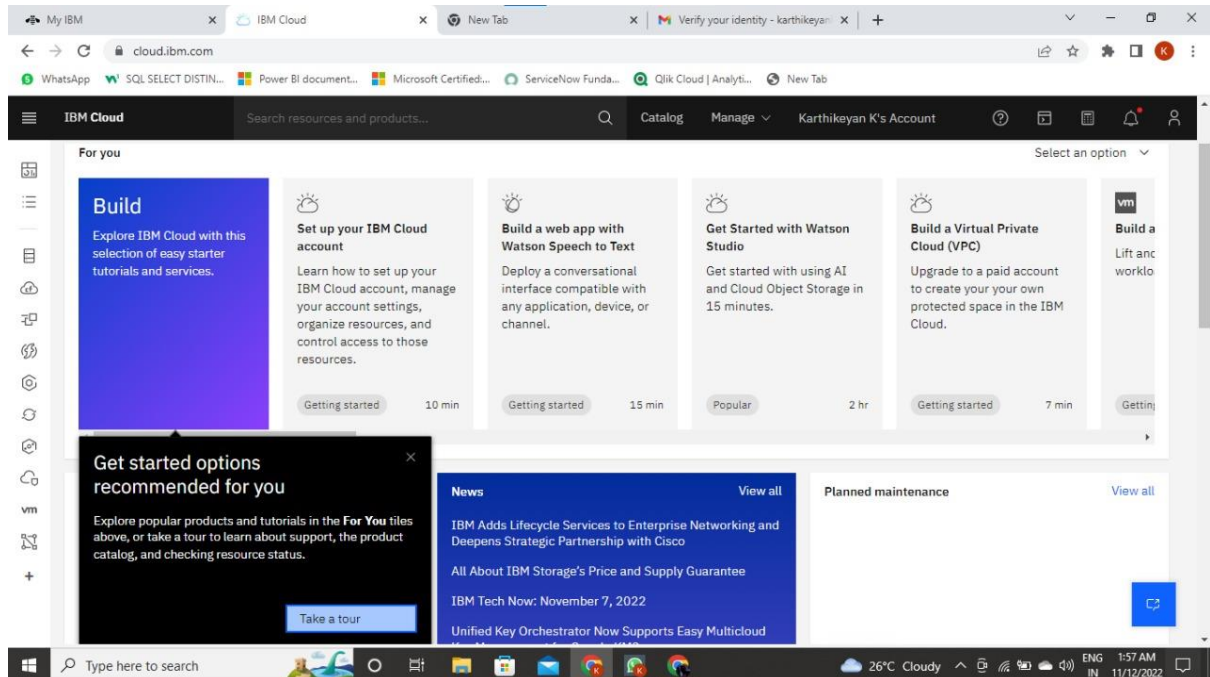 My IBM
IBM Cloud
New Tab
Verify your identity - karthikeyan
cloud.ibm.com
K
WhatsApp
SQL SELECT DISTIN...
Power BI document...
Microsoft Certified:...
ServiceNow Funda...
Qlik Cloud | Analyti...
New Tab
IBM Cloud
Search resources and products...
Catalog
Manage
Karthikeyan K's Account
For you
Select an option
Build
Explore IBM Cloud with this
selection of easy starter
tutorials and services.
Set up your IBM Cloud
account
Learn how to set up your
IBM Cloud account, manage
your account settings,
organize resources, and
control access to those
resources.
Getting started
10 min
Build a web app with
Watson Speech to Text
Deploy a conversational
interface compatible with
any application, device, or
channel.
Getting started
15 min
Get Started with Watson
Studio
Get started with using AI
and Cloud Object Storage in
15 minutes.
Popular
2 hr
Build a Virtual Private
Cloud (VPC)
Upgrade to a paid account
to create your your own
protected space in the IBM
Cloud.
Getting started
7 min
vm
Build a
Lift and
worklo
Getting
vm
Get started options
recommended for you
Explore popular products and tutorials in the For You tiles
above, or take a tour to learn about support, the product
catalog, and checking resource status.
Take a tour
News
View all
IBM Adds Lifecycle Services to Enterprise Networking and
Deepens Strategic Partnership with Cisco
All About IBM Storage's Price and Supply Guarantee
IBM Tech Now: November 7, 2022
Unified Key Orchestrator Now Supports Easy Multicloud
Planned maintenance
View all
Type here to search
26°C Cloudy
ENG
IN
1:57 AM
11/12/2022